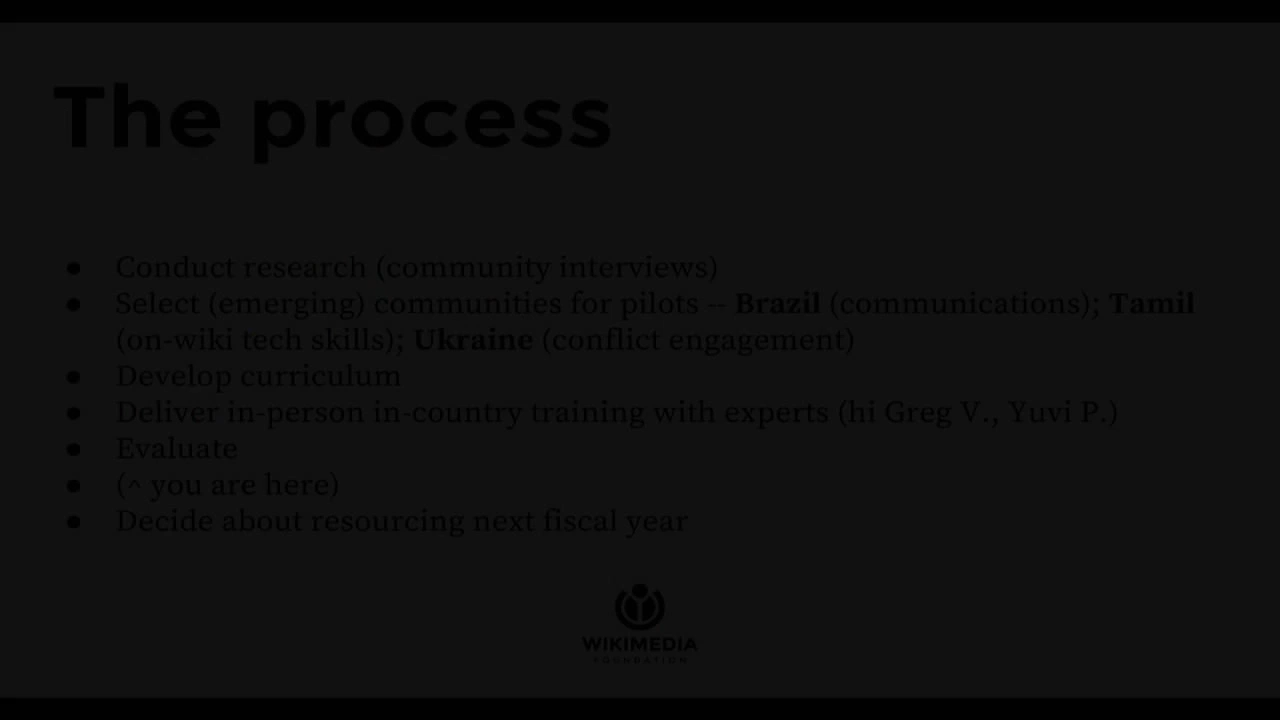 The process
● Conduct research (community interviews)
● Select (emerging) communities for pilots -- Brazil (communications); Tamil
(on-wiki tech skills); Ukraine (conflict engagement)
● Develop curriculum
● Deliver in-person in-country training with experts (hi Greg V., Yuvi P.)
● Evaluate
● (^ you are here)
● Decide about resourcing next fiscal year
WIKIMEDIA
FOUNDATION